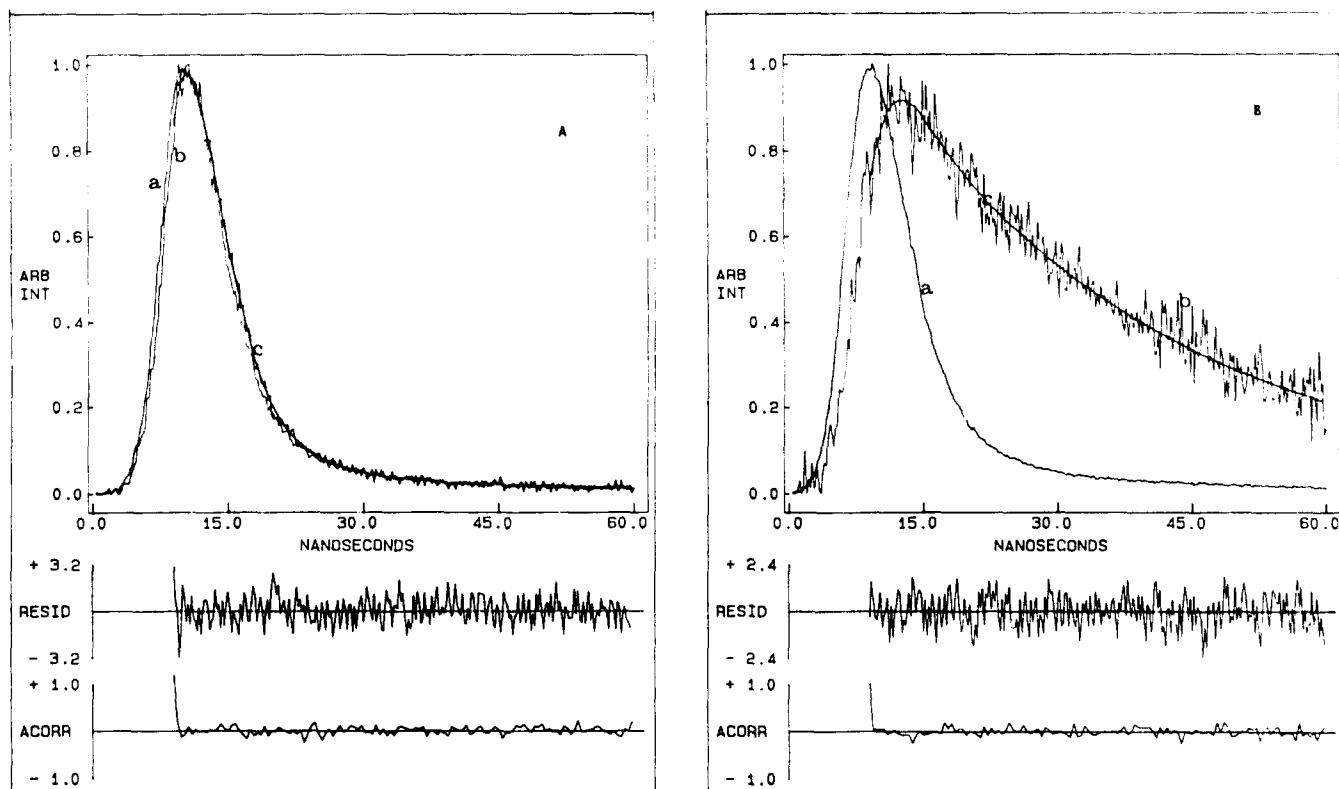 A
1.0
0.8
0.6
ARB
INT
0.4
0.2
0.0
a
b
c
0.0 15.0 30.0 45.0 60.0
NANOSECONDS
+ 3.2
RESID
- 3.2
+ 1.0
ACORR
- 1.0
B
1.0
0.8
0.6
ARB
INT
0.4
0.2
0.0
c
a
b
0.0 15.0 30.0 45.0 60.0
NANOSECONDS
+ 2.4
RESID
- 2.4
+ 1.0
ACORR
- 1.0